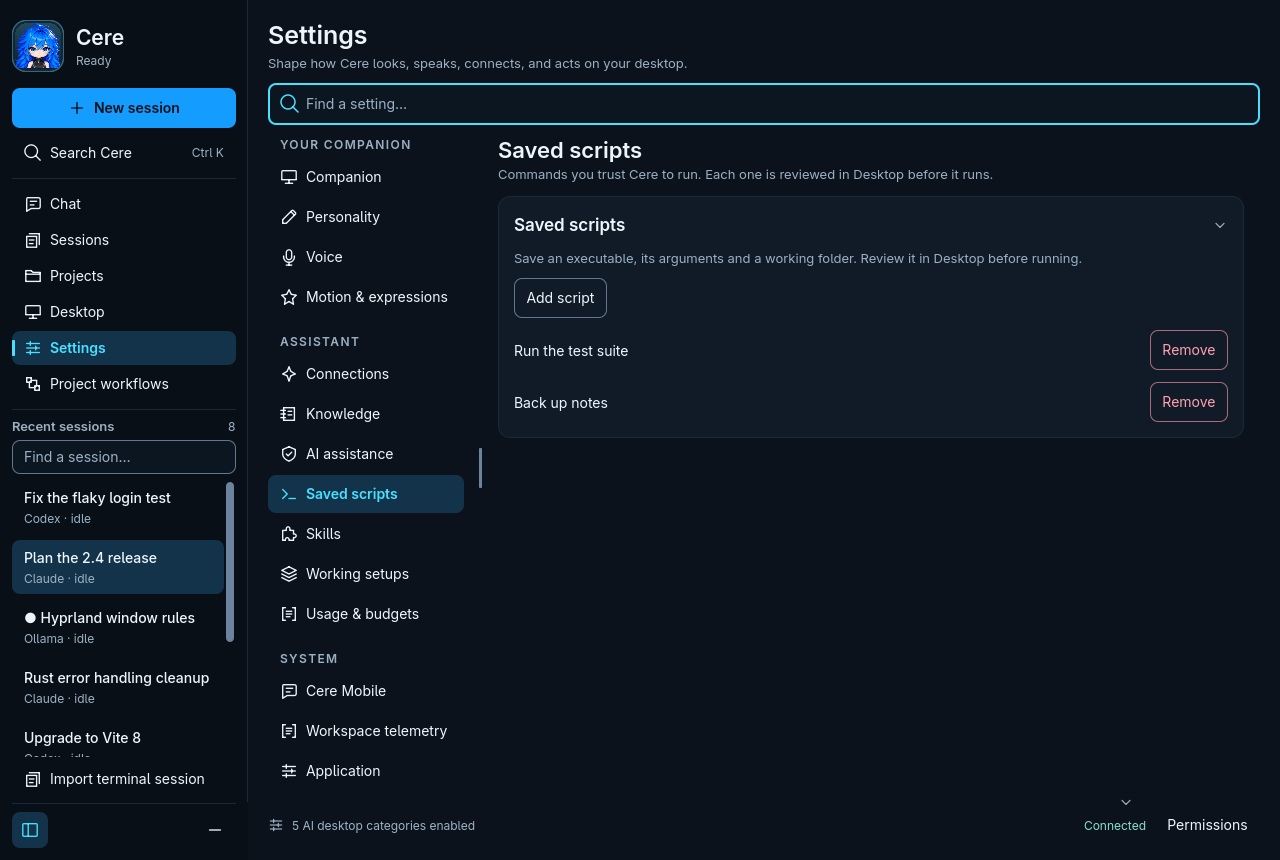 Cere
Ready
New session
Search Cere Ctrl K
Chat
Sessions
Projects
Desktop
Settings
Project workflows
Recent sessions 8
Find a session...
Fix the flaky login test
Codex · idle
Plan the 2.4 release
Claude · idle
Hyprland window rules
Ollama · idle
Rust error handling cleanup
Claude · idle
Upgrade to Vite 8
Import terminal session
Settings
Shape how Cere looks, speaks, connects, and acts on your desktop.
Find a setting...
YOUR COMPANION
Companion
Personality
Voice
Motion & expressions
ASSISTANT
Connections
Knowledge
AI assistance
Saved scripts
Skills
Working setups
Usage & budgets
SYSTEM
Cere Mobile
Workspace telemetry
Application
Saved scripts
Commands you trust Cere to run. Each one is reviewed in Desktop before it runs.
Saved scripts
Save an executable, its arguments and a working folder. Review it in Desktop before running.
Add script
Run the test suite Remove
Back up notes Remove
5 AI desktop categories enabled
Connected Permissions